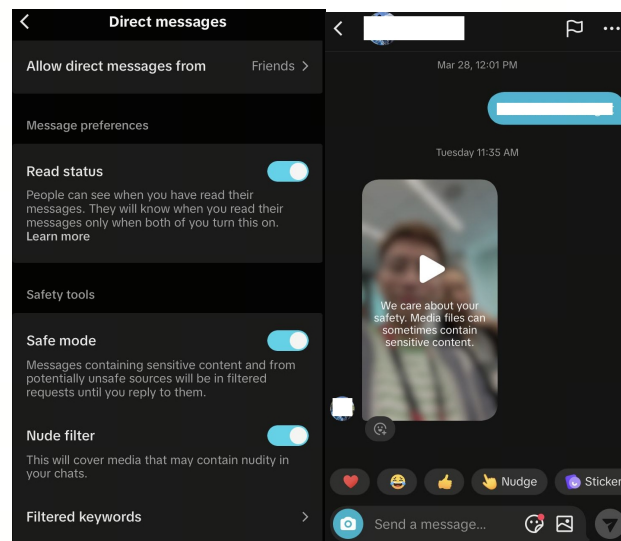 Direct messages
Allow direct messages from Friends >
Message preferences
Read status
People can see when you have read their
messages. They will know when you read their
messages only when both of you turn this on.
Learn more
Safety tools
Safe mode
Messages containing sensitive content and from
potentially unsafe sources will be in filtered
requests until you reply to them.
Nude filter
This will cover media that may contain nudity in
your chats.
Filtered keywords >
Mar 28, 12:01 PM
Tuesday 11:35 AM
We care about your
safety. Media files can
sometimes contain
sensitive content.
Nudge
Sticker
Send a message...